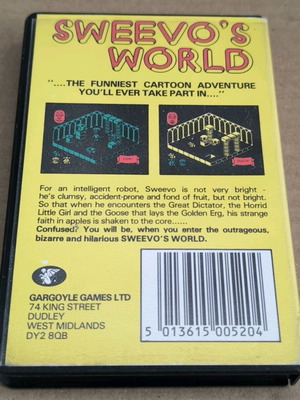 SWEEVO'S
WORLD
"....THE FUNNIEST CARTOON ADVENTURE
YOU'LL EVER TAKE PART IN...."
For an intelligent robot, Sweevo is not very bright -
he's clumsy, accident-prone and fond of fruit, but not bright.
So that when he encounters the Great Dictator, the Horrid
Little Girl and the Goose that lays the Golden Erg, his strange
faith in apples is shaken to the core......
Confused? You will be, when you enter the outrageous,
bizarre and hilarious SWEEVO'S WORLD.
GARGOYLE GAMES LTD
74 KING STREET
DUDLEY
WEST MIDLANDS
DY2 8QB
5 013615 005204